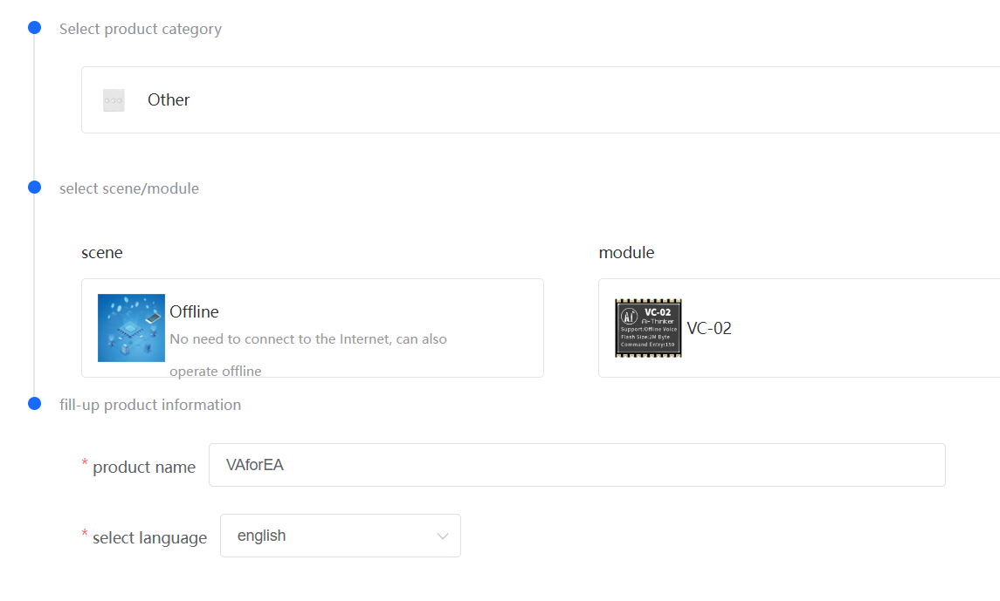 Select product category
Other
select scene/module
scene
module
Offline
No need to connect to the Internet, can also
operate offline
VC-02
Ai-Thinker
Support:Offline Voice
Flash Size:2M Byte
Command Entry:150
VC-02
fill-up product information
* product name
VAforEA
* select language
english